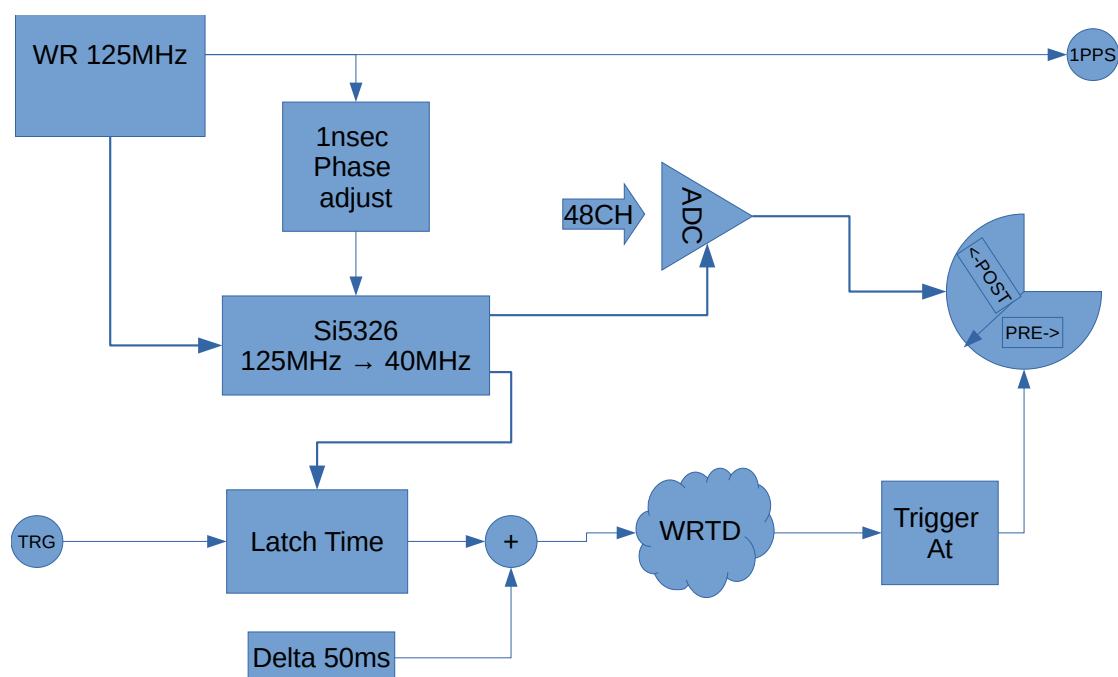 WR 125MHz
1PPS
1nsec
Phase
adjust
48CH
ADC
<-POST
PRE->
Si5326
125MHz → 40MHz
TRG
Latch Time
+
WRTD
Trigger
At
Delta 50ms